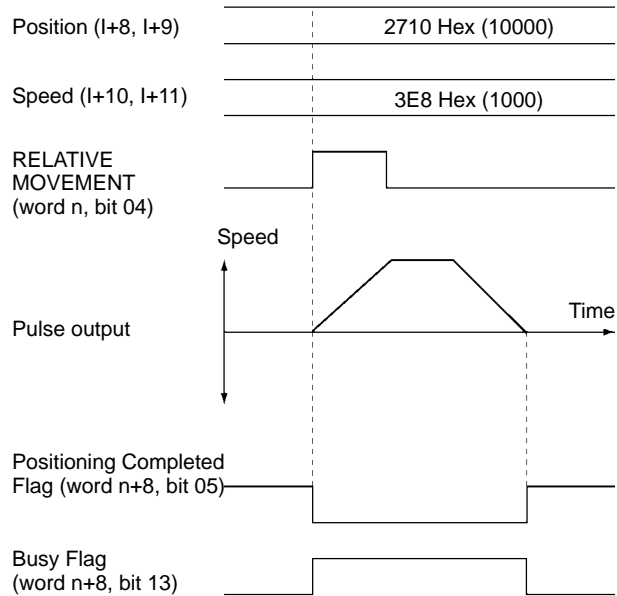 Position (I+8, I+9)
2710 Hex (10000)
Speed (I+10, I+11)
3E8 Hex (1000)
RELATIVE
MOVEMENT
(word n, bit 04)
Speed
Time
Pulse output
Positioning Completed
Flag (word n+8, bit 05)
Busy Flag
(word n+8, bit 13)